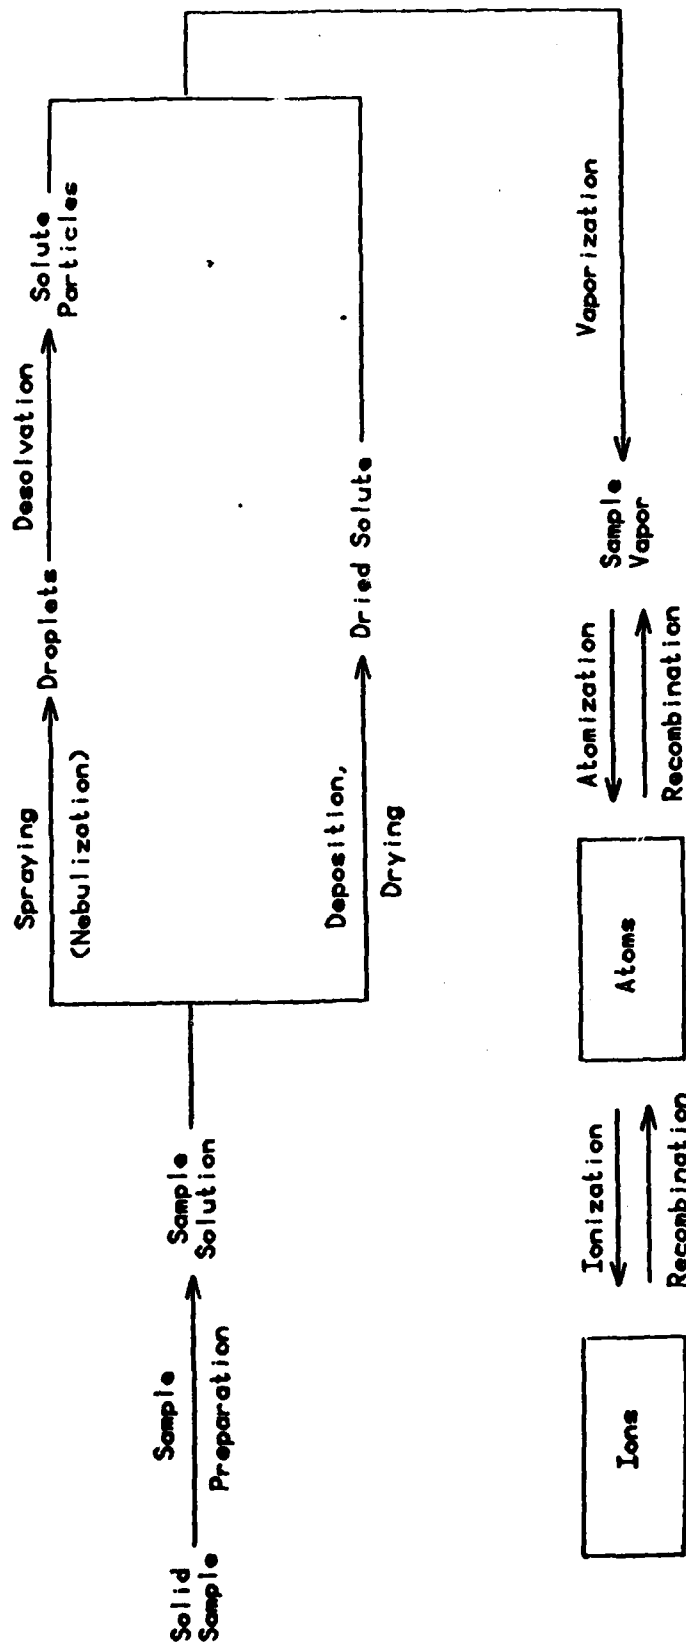 Solid
Sample
Sample
Preparation
Sample
Solution
Spraying
(Nebulization)
Droplets
Desolvation
Solute
Particles
Deposition,
Drying
Dried Solute
Vaporization
Sample
Vapor
Atomization
Recombination
Atoms
Ionization
Recombination
Ions